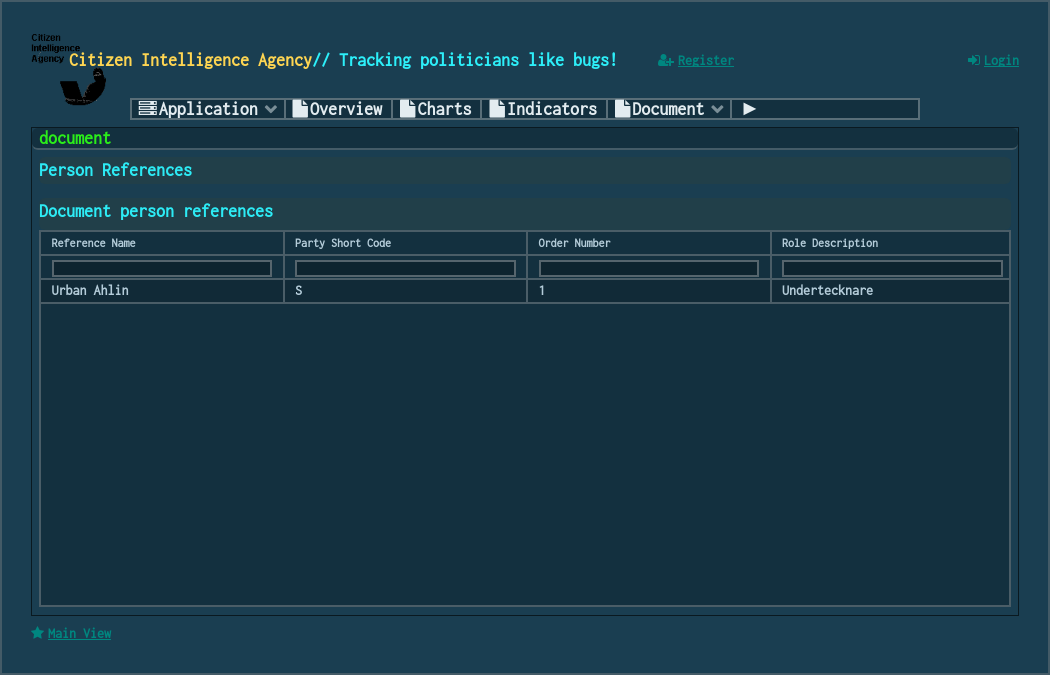 Citizen
Intelligence
Agency
Citizen Intelligence Agency// Tracking politicians like bugs!
Register
Login
Application
Overview
Charts
Indicators
Document
document
Person References
Document person references
Reference Name
Party Short Code
Order Number
Role Description
Urban Ahlin
S
1
Undertecknare
Main View